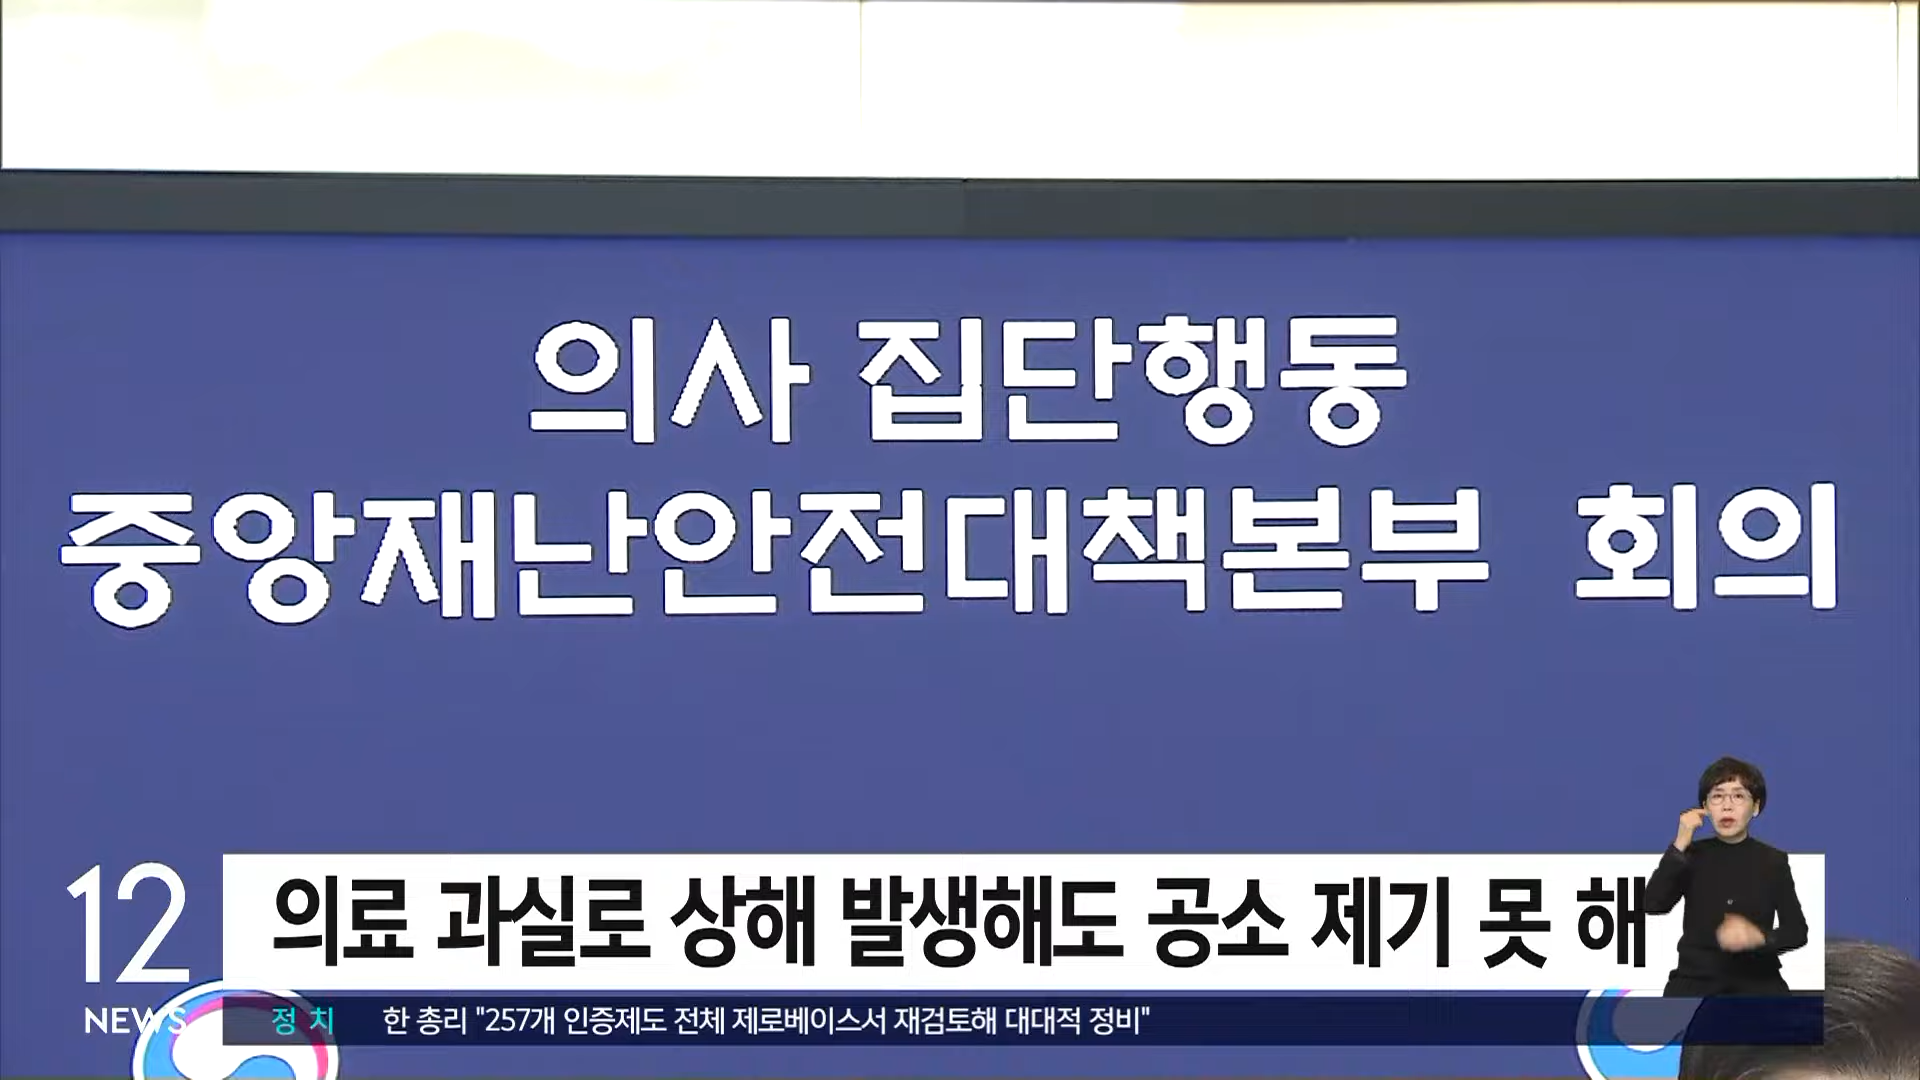 의사 집단행동
중앙재난안전대책본부 회의
12
NEWS
의료 과실로 상해 발생해도 공소 제기 못 해
정치 한 총리 "257개 인증제도 전체 제로베이스서 재검토해 대대적 정비"